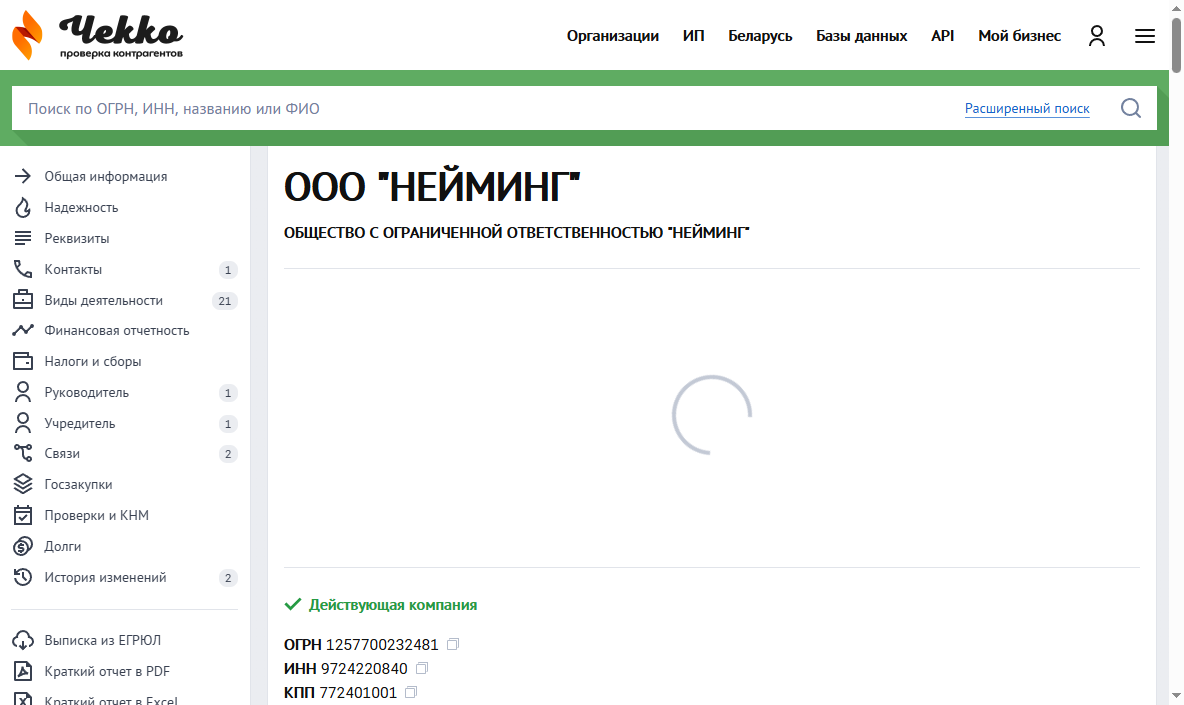 Чекко
проверка контрагентов
Организации ИП Беларусь Базы данных API Мой бизнес
Поиск по ОГРН, ИНН, названию или ФИО
Расширенный поиск
Общая информация
Надежность
Реквизиты
Контакты 1
Виды деятельности 21
Финансовая отчетность
Налоги и сборы
Руководитель 1
Учредитель 1
Связи 2
Госзакупки
Проверки и КНМ
Долги
История изменений 2
Выписка из ЕГРЮЛ
Краткий отчет в PDF
Краткий отчет в Excel
ООО "НЕЙМИНГ"
ОБЩЕСТВО С ОГРАНИЧЕННОЙ ОТВЕТСТВЕННОСТЬЮ "НЕЙМИНГ"
Действующая компания
ОГРН 1257700232481
ИНН 9724220840
КПП 772401001